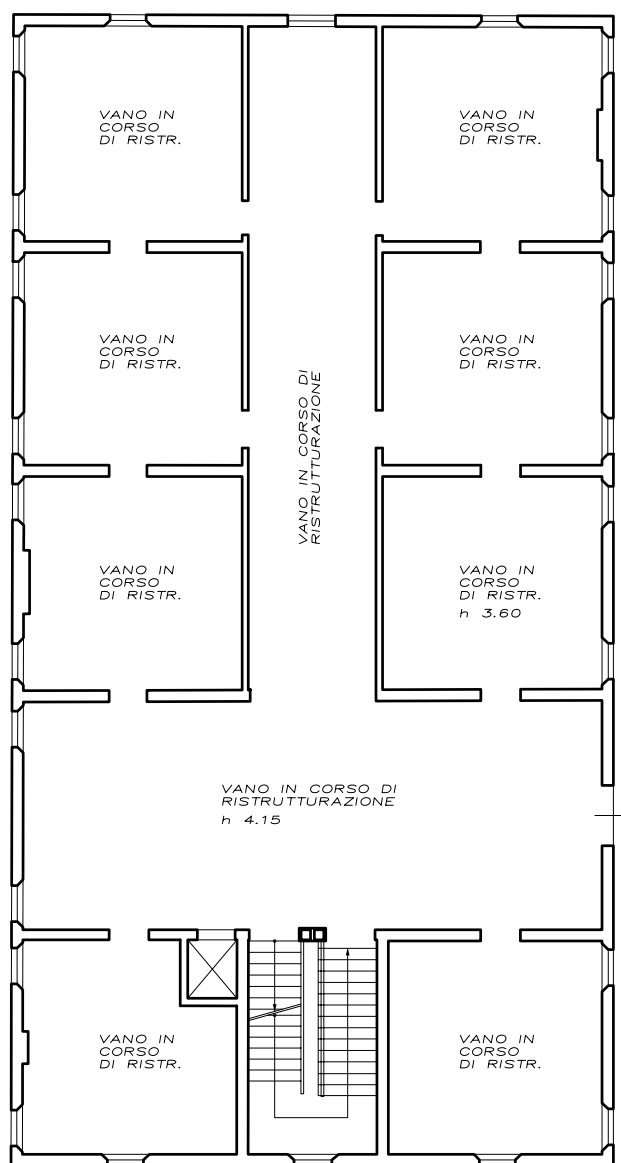 VANO IN
CORSO
DI RISTR.
VANO IN
CORSO
DI RISTR.
VANO IN
CORSO
DI RISTR.
VANO IN
CORSO
DI RISTR.
VANO IN CORSO DI
RISTRUTTURAZIONE
VANO IN
CORSO
DI RISTR.
VANO IN
CORSO
DI RISTR.
h 3.60
VANO IN CORSO DI
RISTRUTTURAZIONE
h 4.15
VANO IN
CORSO
DI RISTR.
VANO IN
CORSO
DI RISTR.